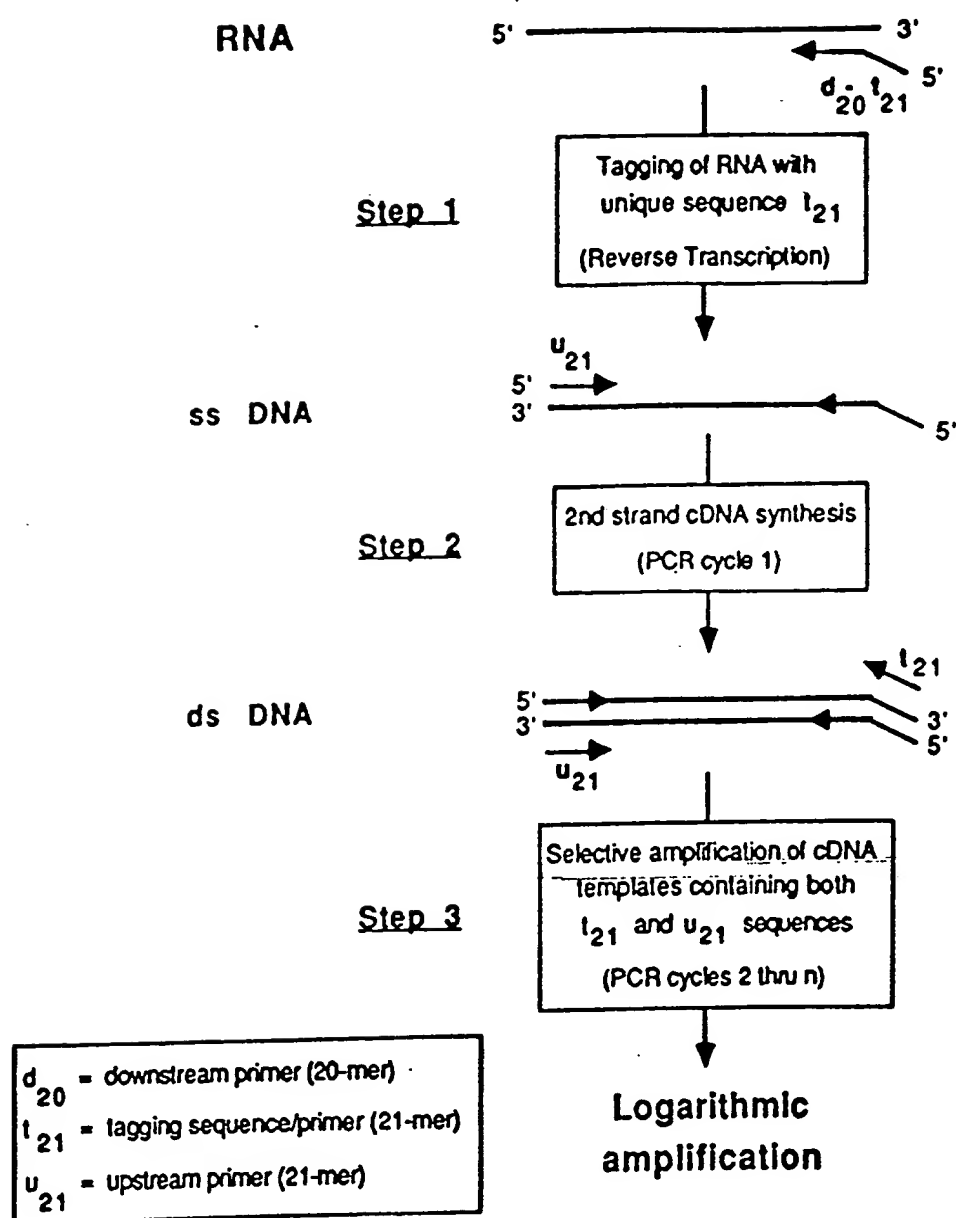 RNA
5' 3'
5'
d20-t21
Step 1
Tagging of RNA with
unique sequence t21
(Reverse Transcription)
u21
ss DNA
5'
3'
5'
Step 2
2nd strand cDNA synthesis
(PCR cycle 1)
t21
ds DNA
5' 3'
3' 5'
u21
Step 3
Selective amplification of cDNA
templates containing both
t21 and u21 sequences
(PCR cycles 2 thru n)
Logarithmic
amplification
d20 = downstream primer (20-mer)
t21 = tagging sequence/primer (21-mer)
u21 = upstream primer (21-mer)